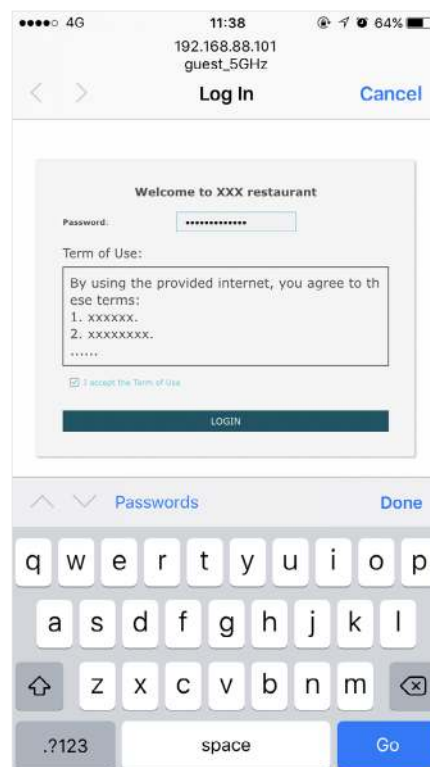 4G 11:38 64%
192.168.88.101
guest_5GHz
Log In Cancel
Welcome to XXX restaurant
Password: •••••••••••••
Term of Use:
By using the provided internet, you agree to th
ese terms:
1. xxxxxx.
2. xxxxxxxx.
......
I accept the Term of Use
LOGIN
Passwords Done
q w e r t y u i o p
a s d f g h j k l
z x c v b n m
.?123 space Go